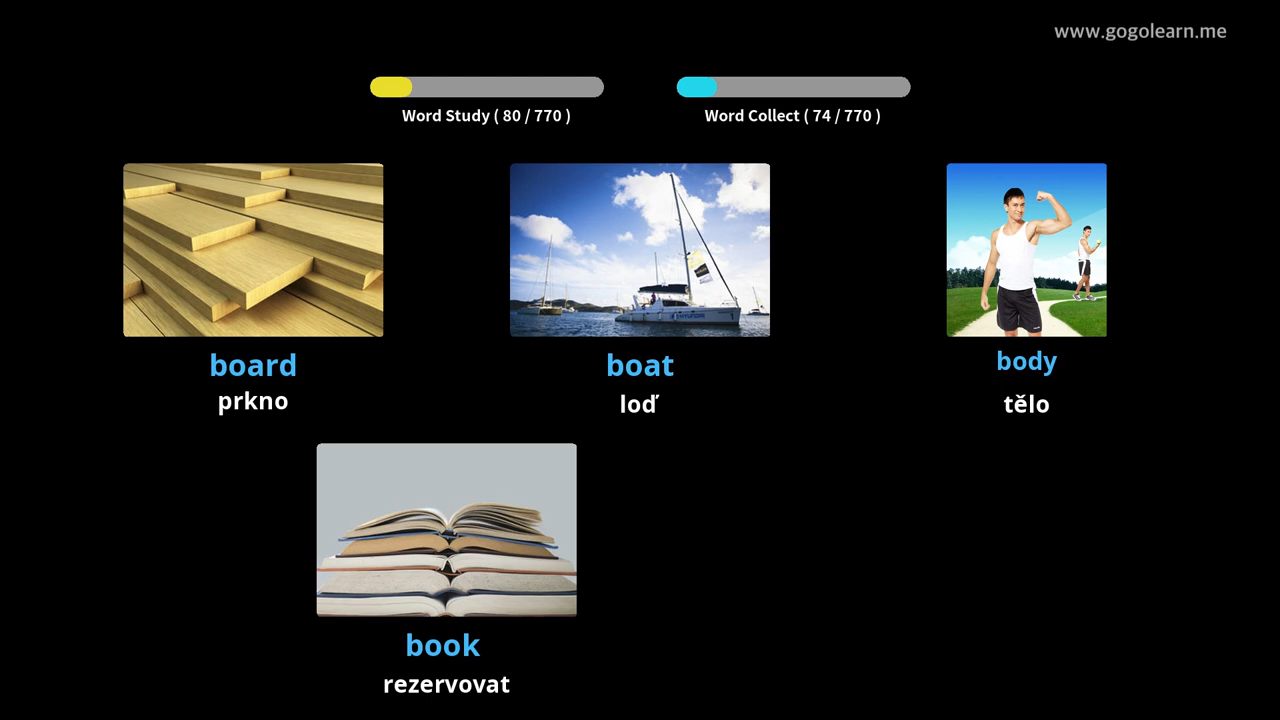 www.gogolearn.me
Word Study ( 80 / 770 )
Word Collect ( 74 / 770 )
board
boat
body
prkno
loď
tělo
book
rezervovat